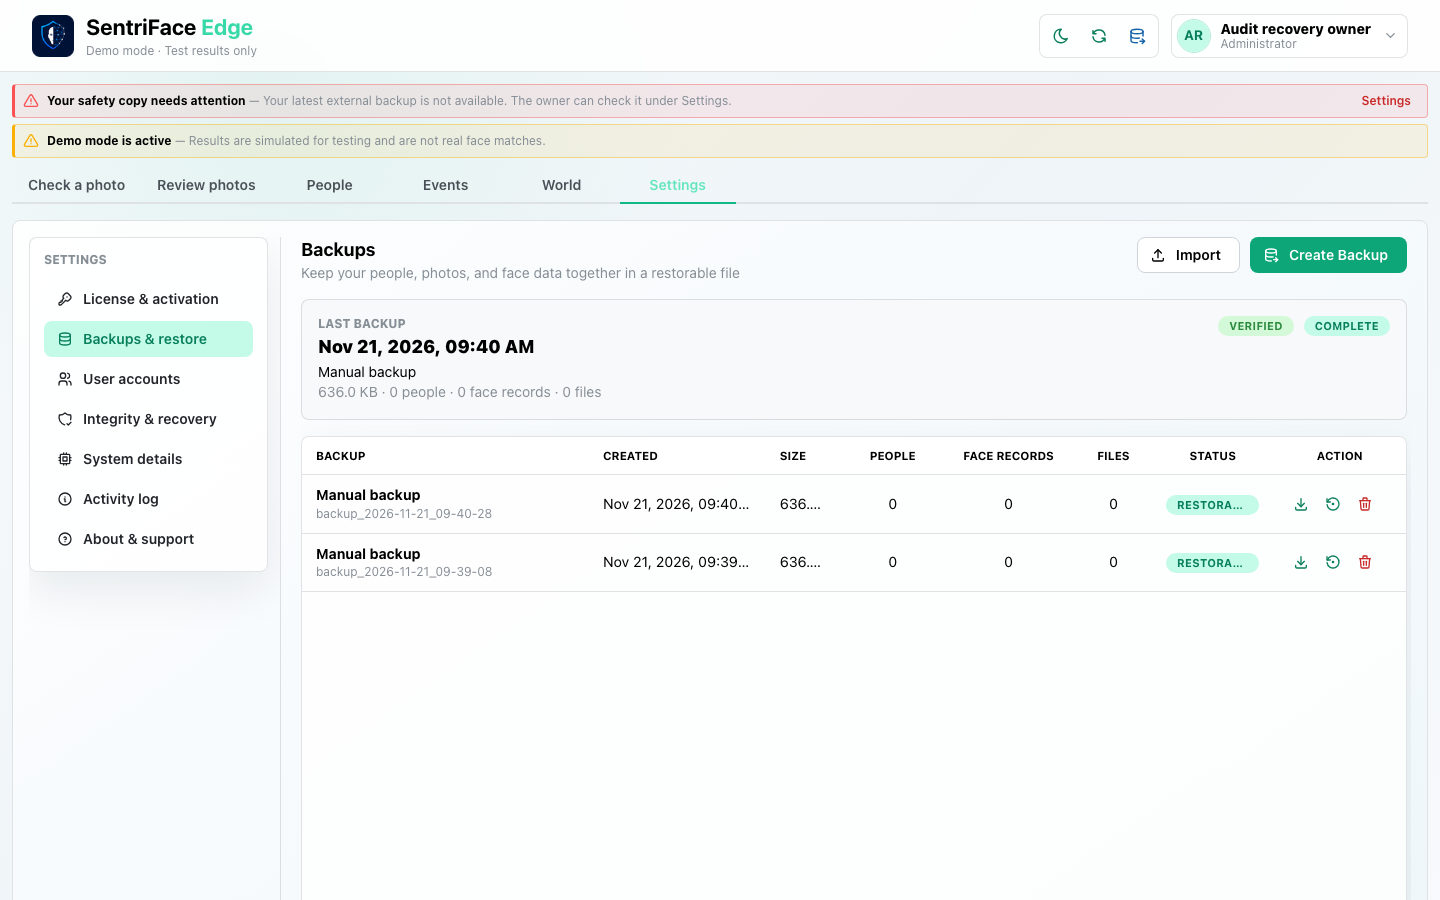 SentriFace Edge
Demo mode · Test results only
AR
Audit recovery owner
Administrator
Your safety copy needs attention — Your latest external backup is not available. The owner can check it under Settings.
Settings
Demo mode is active — Results are simulated for testing and are not real face matches.
Check a photo
Review photos
People
Events
World
Settings
SETTINGS
License & activation
Backups & restore
User accounts
Integrity & recovery
System details
Activity log
About & support
Backups
Keep your people, photos, and face data together in a restorable file
Import
Create Backup
LAST BACKUP
VERIFIED
COMPLETE
Nov 21, 2026, 09:40 AM
Manual backup
636.0 KB · 0 people · 0 face records · 0 files
BACKUP CREATED SIZE PEOPLE FACE RECORDS FILES STATUS ACTION
Manual backup
backup_2026-11-21_09-40-28
Nov 21, 2026, 09:40... 636.... 0 0 0 RESTORA...
Manual backup
backup_2026-11-21_09-39-08
Nov 21, 2026, 09:39... 636.... 0 0 0 RESTORA...